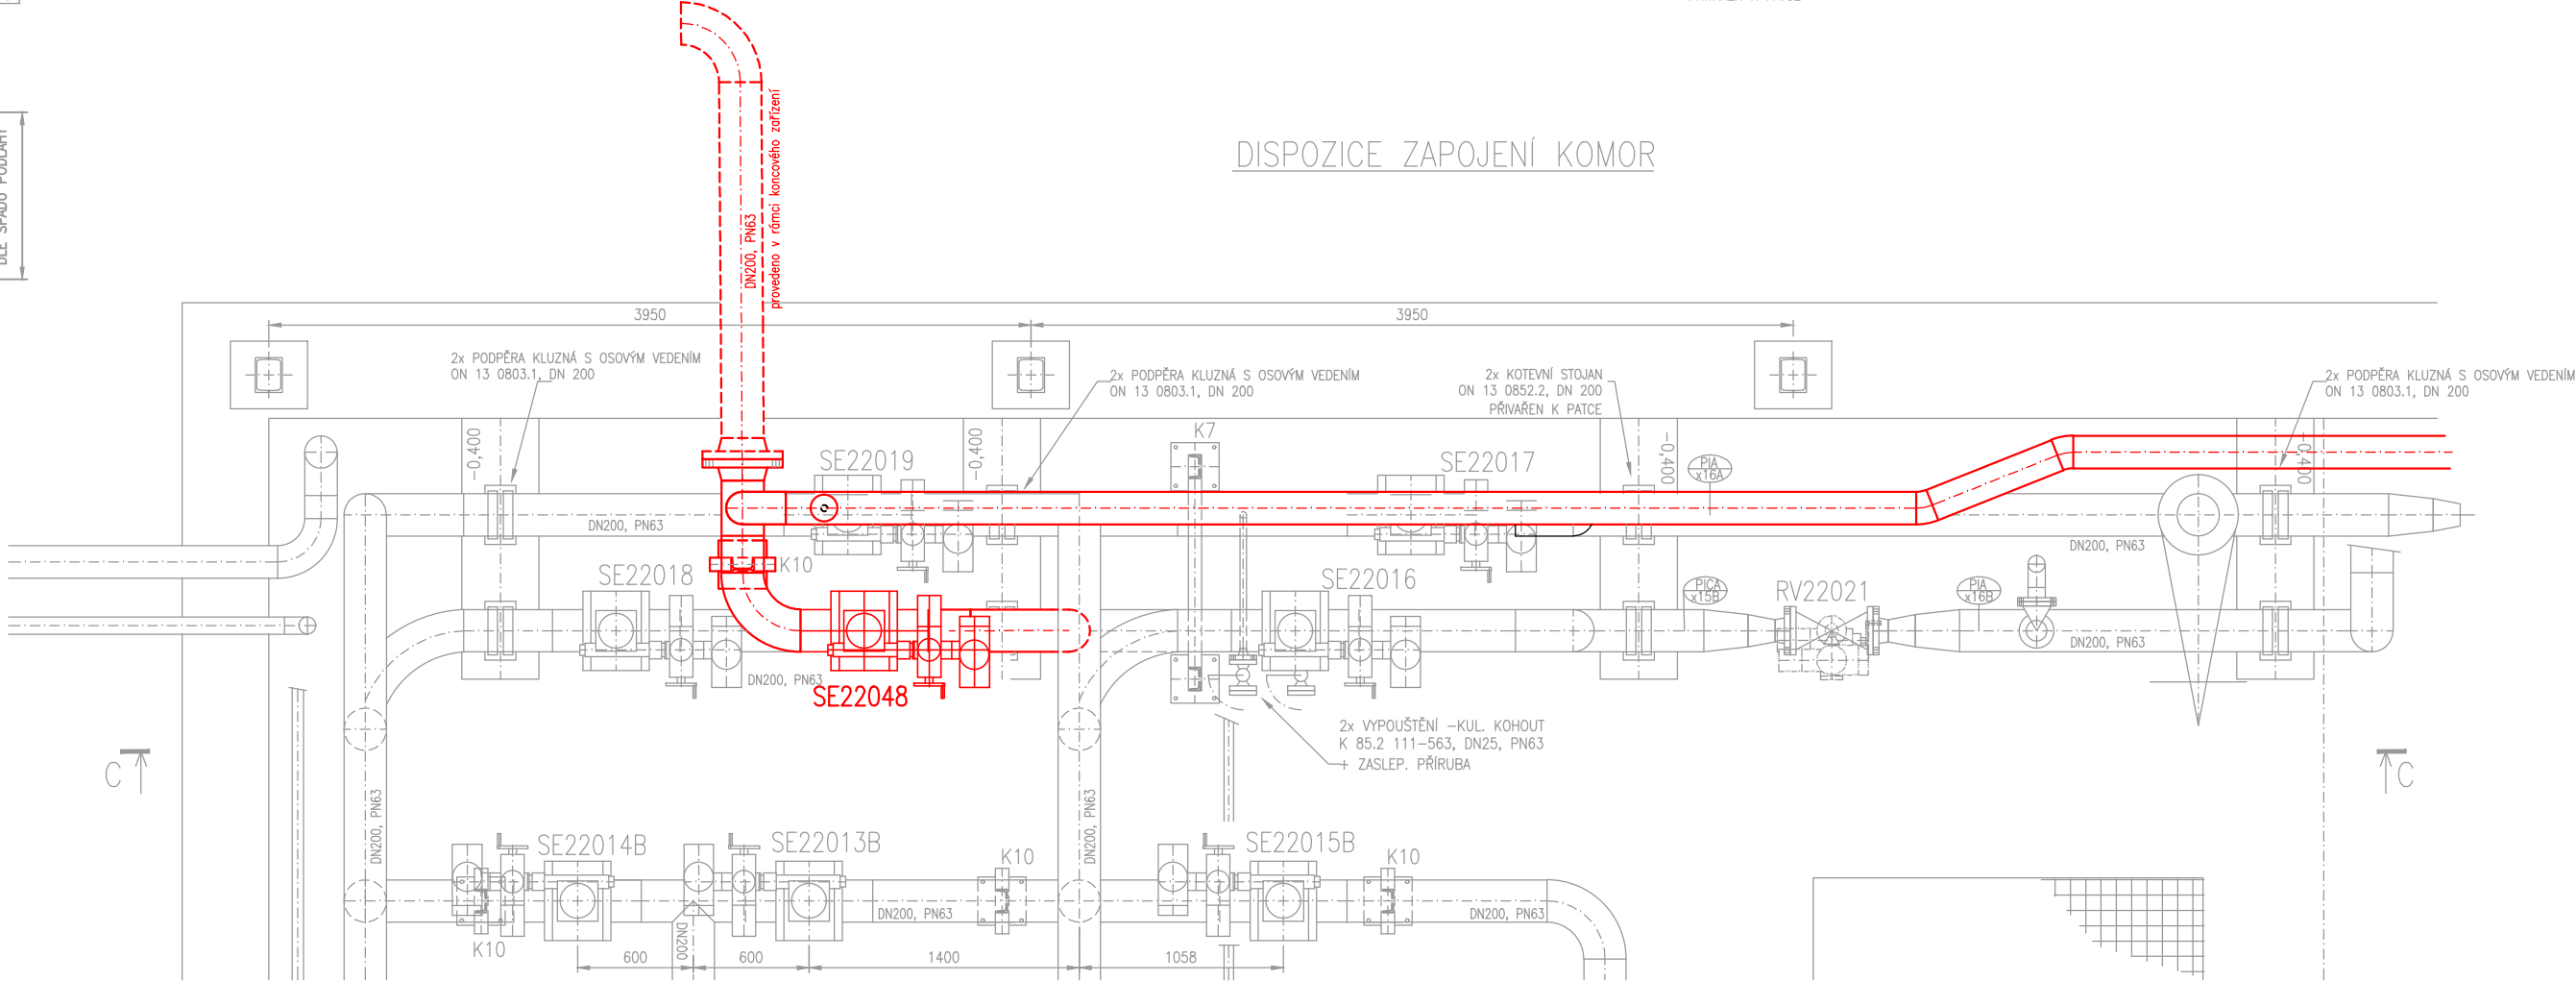 DLE SPÁDU PODLAHY
DISPOZICE ZAPOJENÍ KOMOR
DN200, PN63
provedeno v rámci koncového zařízení
3950
3950
2x PODPĚRA KLUZNÁ S OSOVÝM VEDENÍM
ON 13 0803.1, DN 200
2x PODPĚRA KLUZNÁ S OSOVÝM VEDENÍM
ON 13 0803.1, DN 200
2x KOTEVNÍ STOJAN
ON 13 0852.2, DN 200
PŘIVAŘEN K PATCE
2x PODPĚRA KLUZNÁ S OSOVÝM VEDENÍM
ON 13 0803.1, DN 200
-0,400
-0,400
-0,400
-0,400
K7
SE22019
SE22017
PIA
x16A
DN200, PN63
DN200, PN63
K10
SE22018
SE22016
PICA
x15B
RV22021
PIA
x16B
DN200, PN63
DN200, PN63
SE22048
2x VYPOUŠTĚNÍ -KUL. KOHOUT
K 85.2 111-563, DN25, PN63
+ ZASLEP. PŘÍRUBA
C
C
DN200, PN63
DN200, PN63
SE22014B
SE22013B
K10
SE22015B
K10
DN200, PN63
DN200, PN63
K10
DN200
600
600
1400
1058